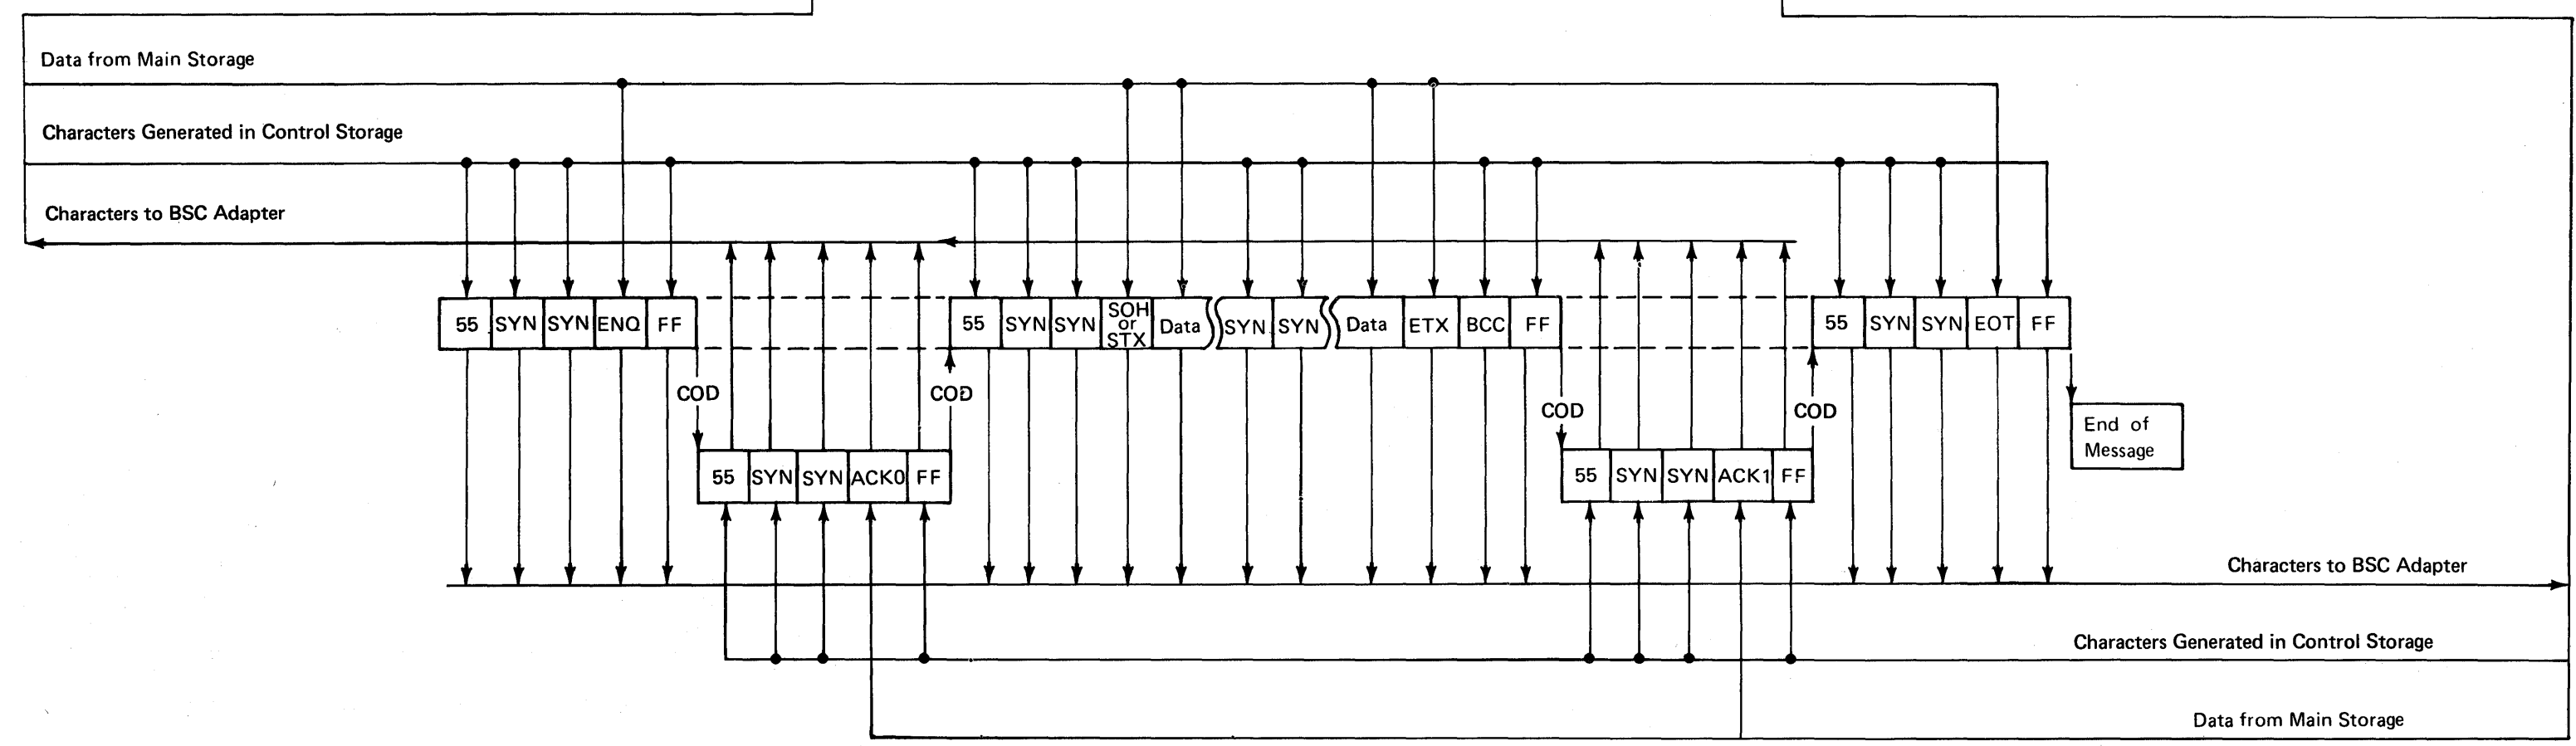 Data from Main Storage
Characters Generated in Control Storage
Characters to BSC Adapter
55 SYN SYN ENQ FF
55 SYN SYN SOH or STX Data SYN SYN Data ETX BCC FF
55 SYN SYN EOT FF
COD
COD
COD
COD
End of
Message
55 SYN SYN ACK0 FF
55 SYN SYN ACK1 FF
Characters to BSC Adapter
Characters Generated in Control Storage
Data from Main Storage